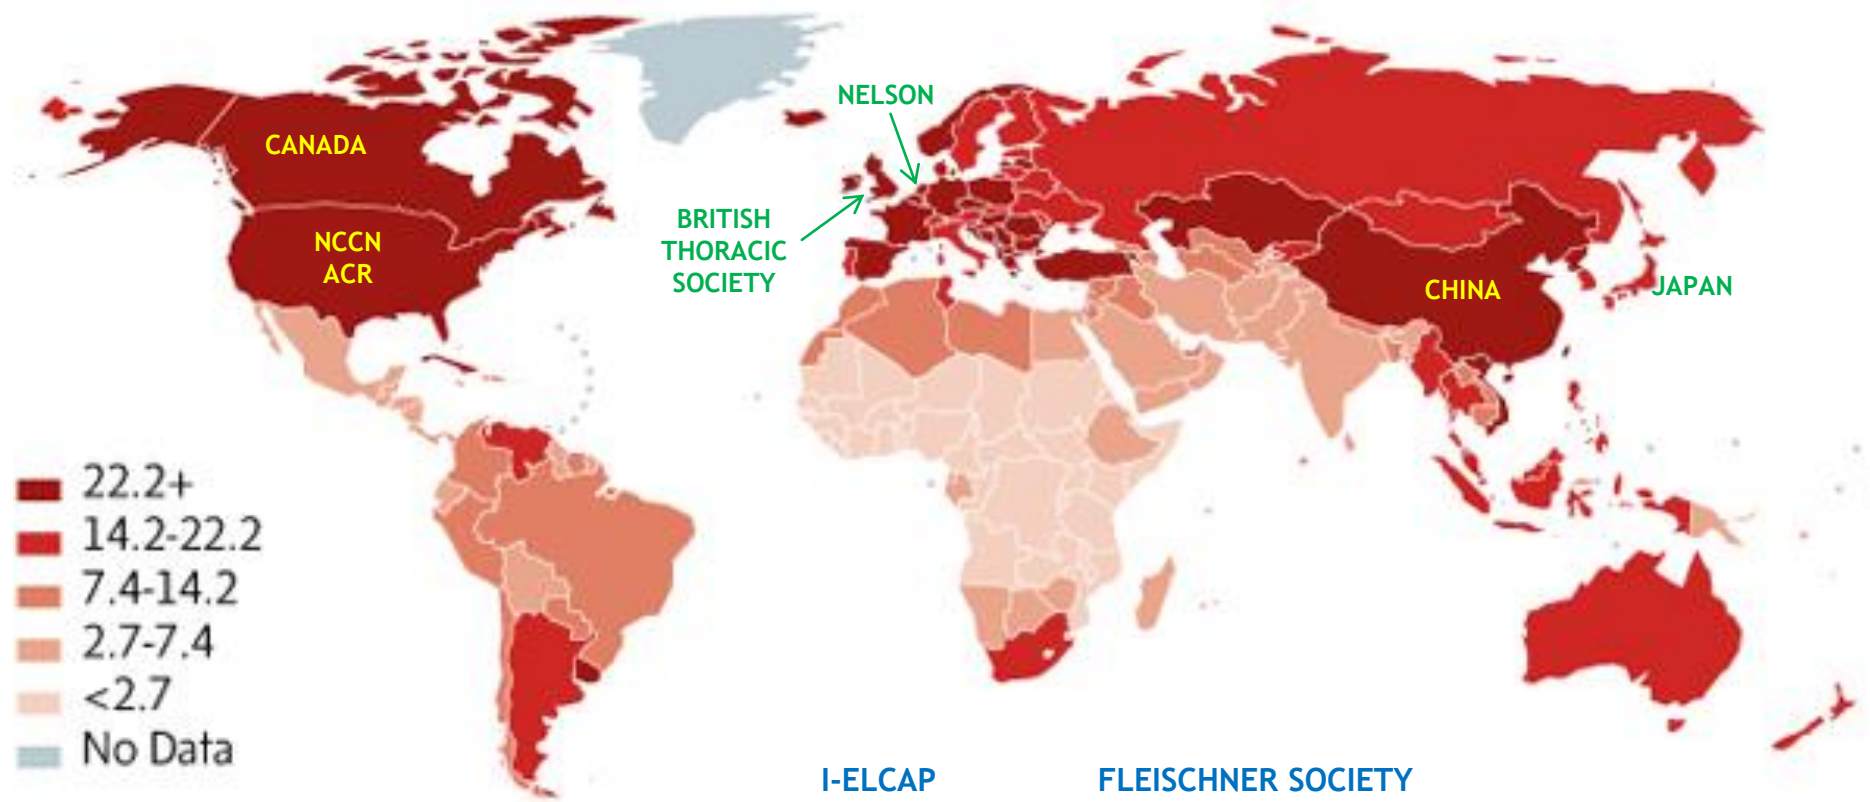 NELSON
CANADA
BRITISH
THORACIC
SOCIETY
NCCN
ACR
CHINA
JAPAN
22.2+
14.2-22.2
7.4-14.2
2.7-7.4
<2.7
No Data
I-ELCAP
FLEISCHNER SOCIETY